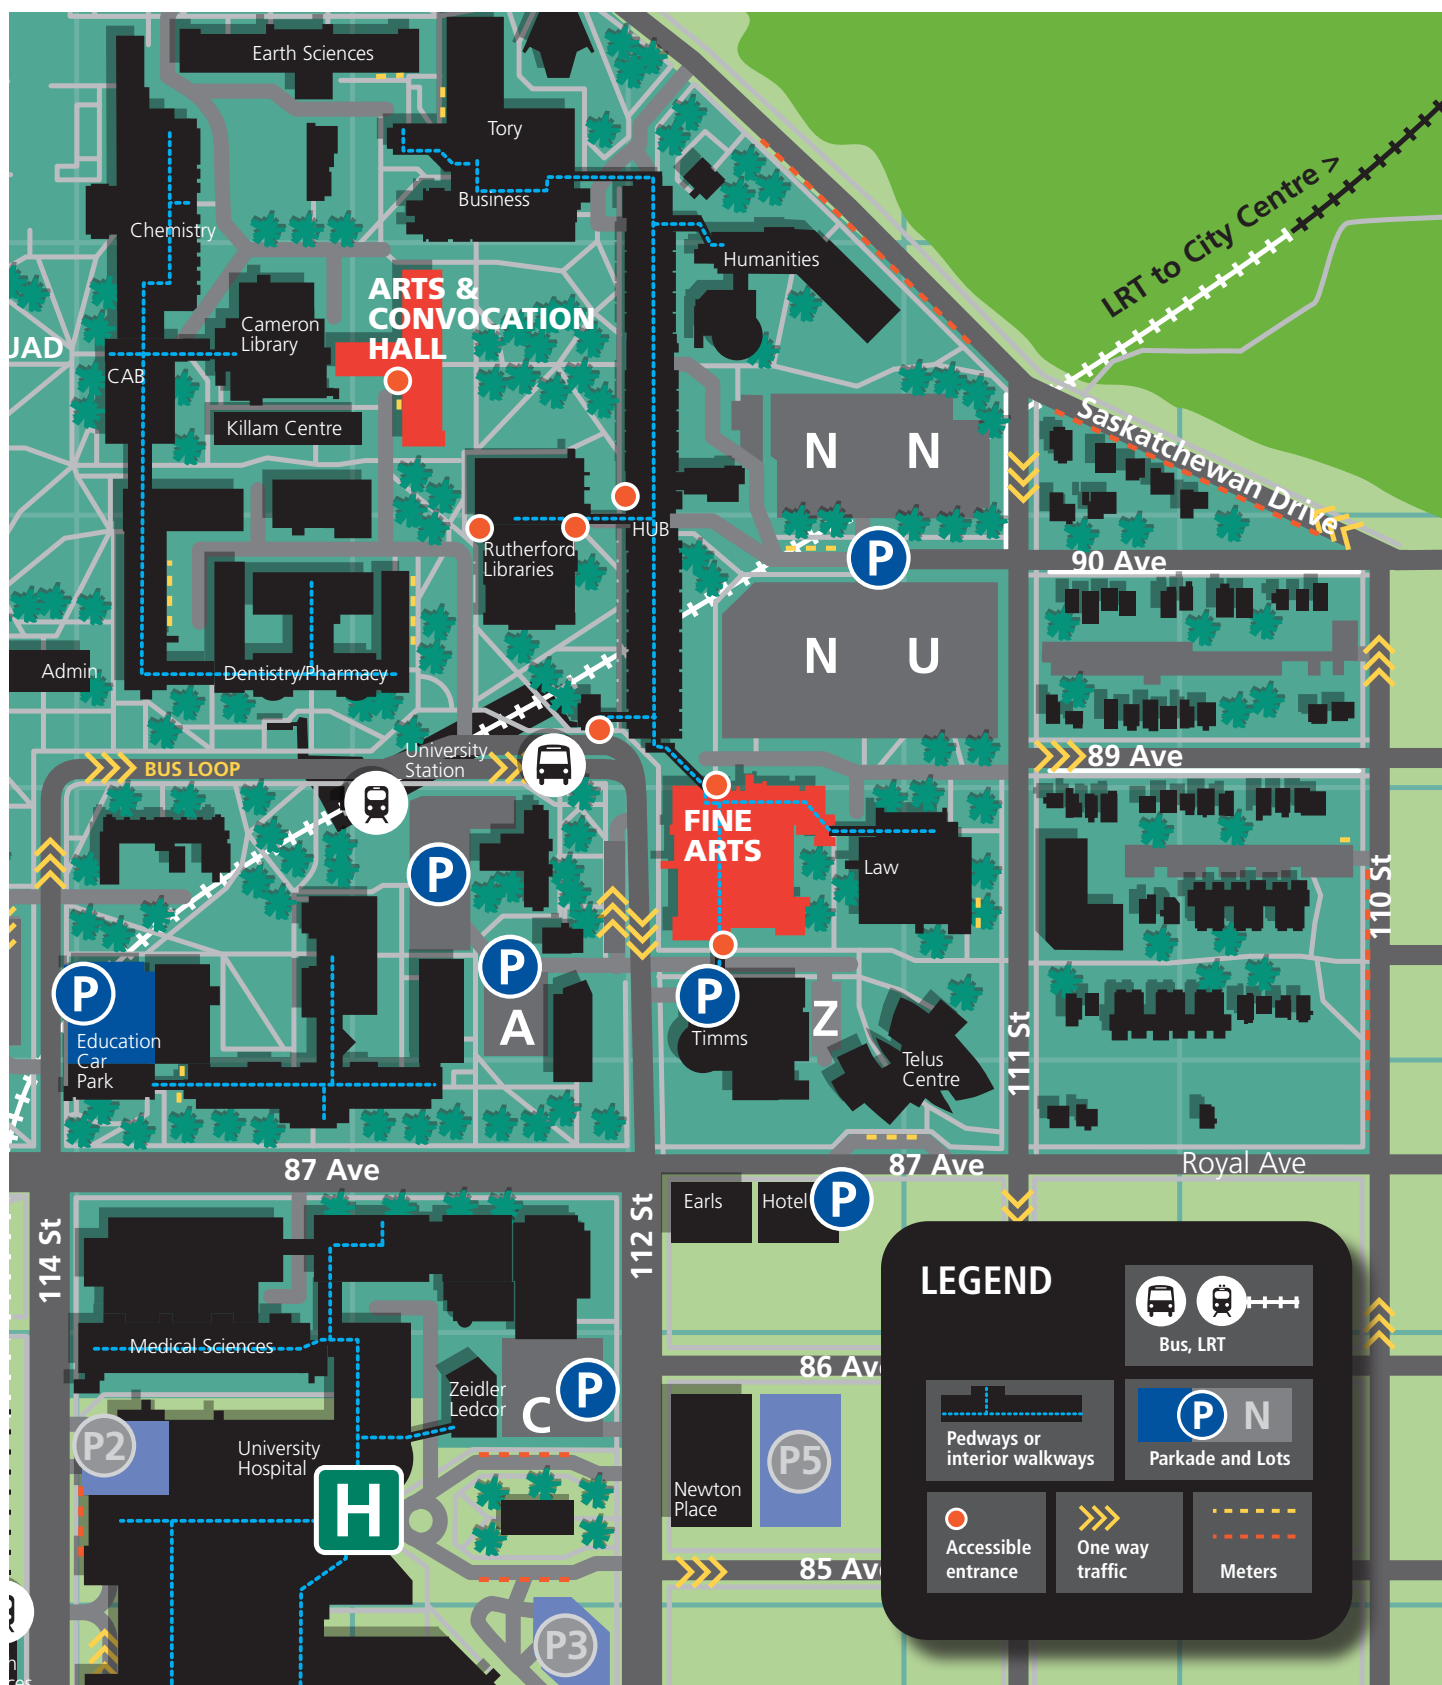 Earth Sciences
Tory
Business
Chemistry
Humanities
LRT to City Centre >
ARTS &
CONVOCATION
HALL
Cameron
Library
UAD
CAB
Killam Centre
N N
Saskatchewan Drive
HUB
Rutherford
Libraries
P
90 Ave
N U
Admin
Dentistry/Pharmacy
University
Station
BUS LOOP
89 Ave
FINE
ARTS
Law
P
110 St
P
P
P
A
Z
Education
Car
Park
Timms
Telus
Centre
111 St
87 Ave
87 Ave
Royal Ave
114 St
112 St
Earls
Hotel
P
LEGEND
Bus, LRT
Pedways or
interior walkways
P N
Parkade and Lots
Accessible
entrance
One way
traffic
Meters
Medical Sciences
86 Ave
Zeidler
Ledcor
C
P
P2
University
Hospital
H
P5
Newton
Place
85 Ave
P3